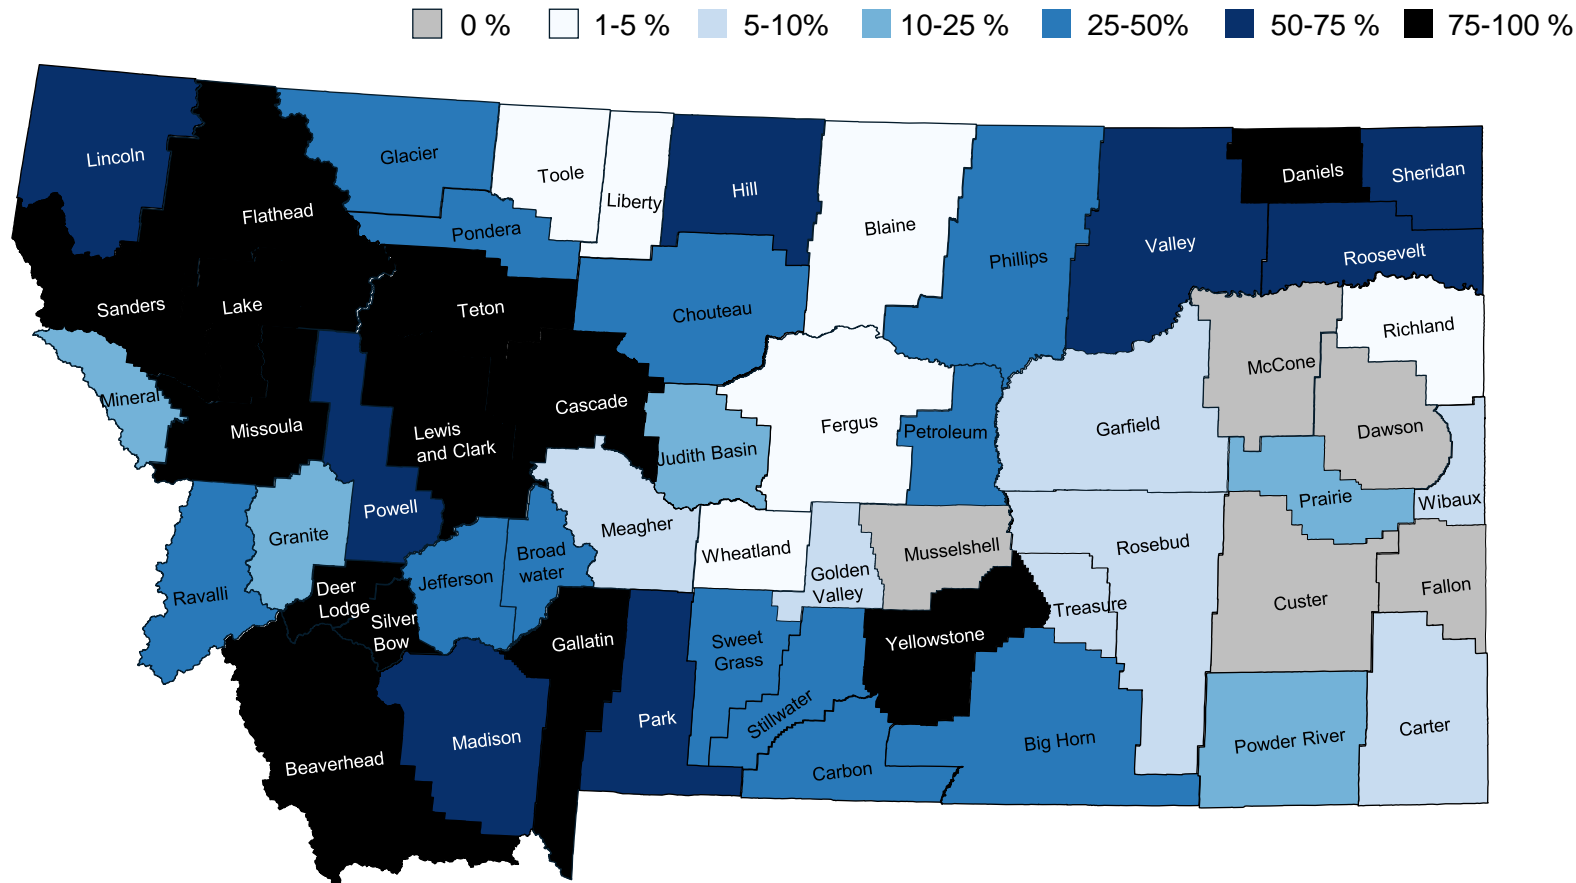 0 %
1-5 %
5-10%
10-25 %
25-50%
50-75 %
75-100 %
Lincoln
Glacier
Toole
Liberty
Hill
Blaine
Phillips
Valley
Daniels
Sheridan
Flathead
Pondera
Roosevelt
Sanders
Lake
Teton
Chouteau
Richland
McCone
Mineral
Missoula
Lewis
and Clark
Cascade
Judith Basin
Fergus
Petroleum
Garfield
Dawson
Prairie
Wibaux
Powell
Granite
Meagher
Wheatland
Golden
Valley
Musselshell
Rosebud
Treasure
Custer
Fallon
Ravalli
Deer
Lodge
Silver
Bow
Jefferson
Broad
water
Gallatin
Park
Sweet
Grass
Stillwater
Yellowstone
Beaverhead
Madison
Carbon
Big Horn
Powder River
Carter